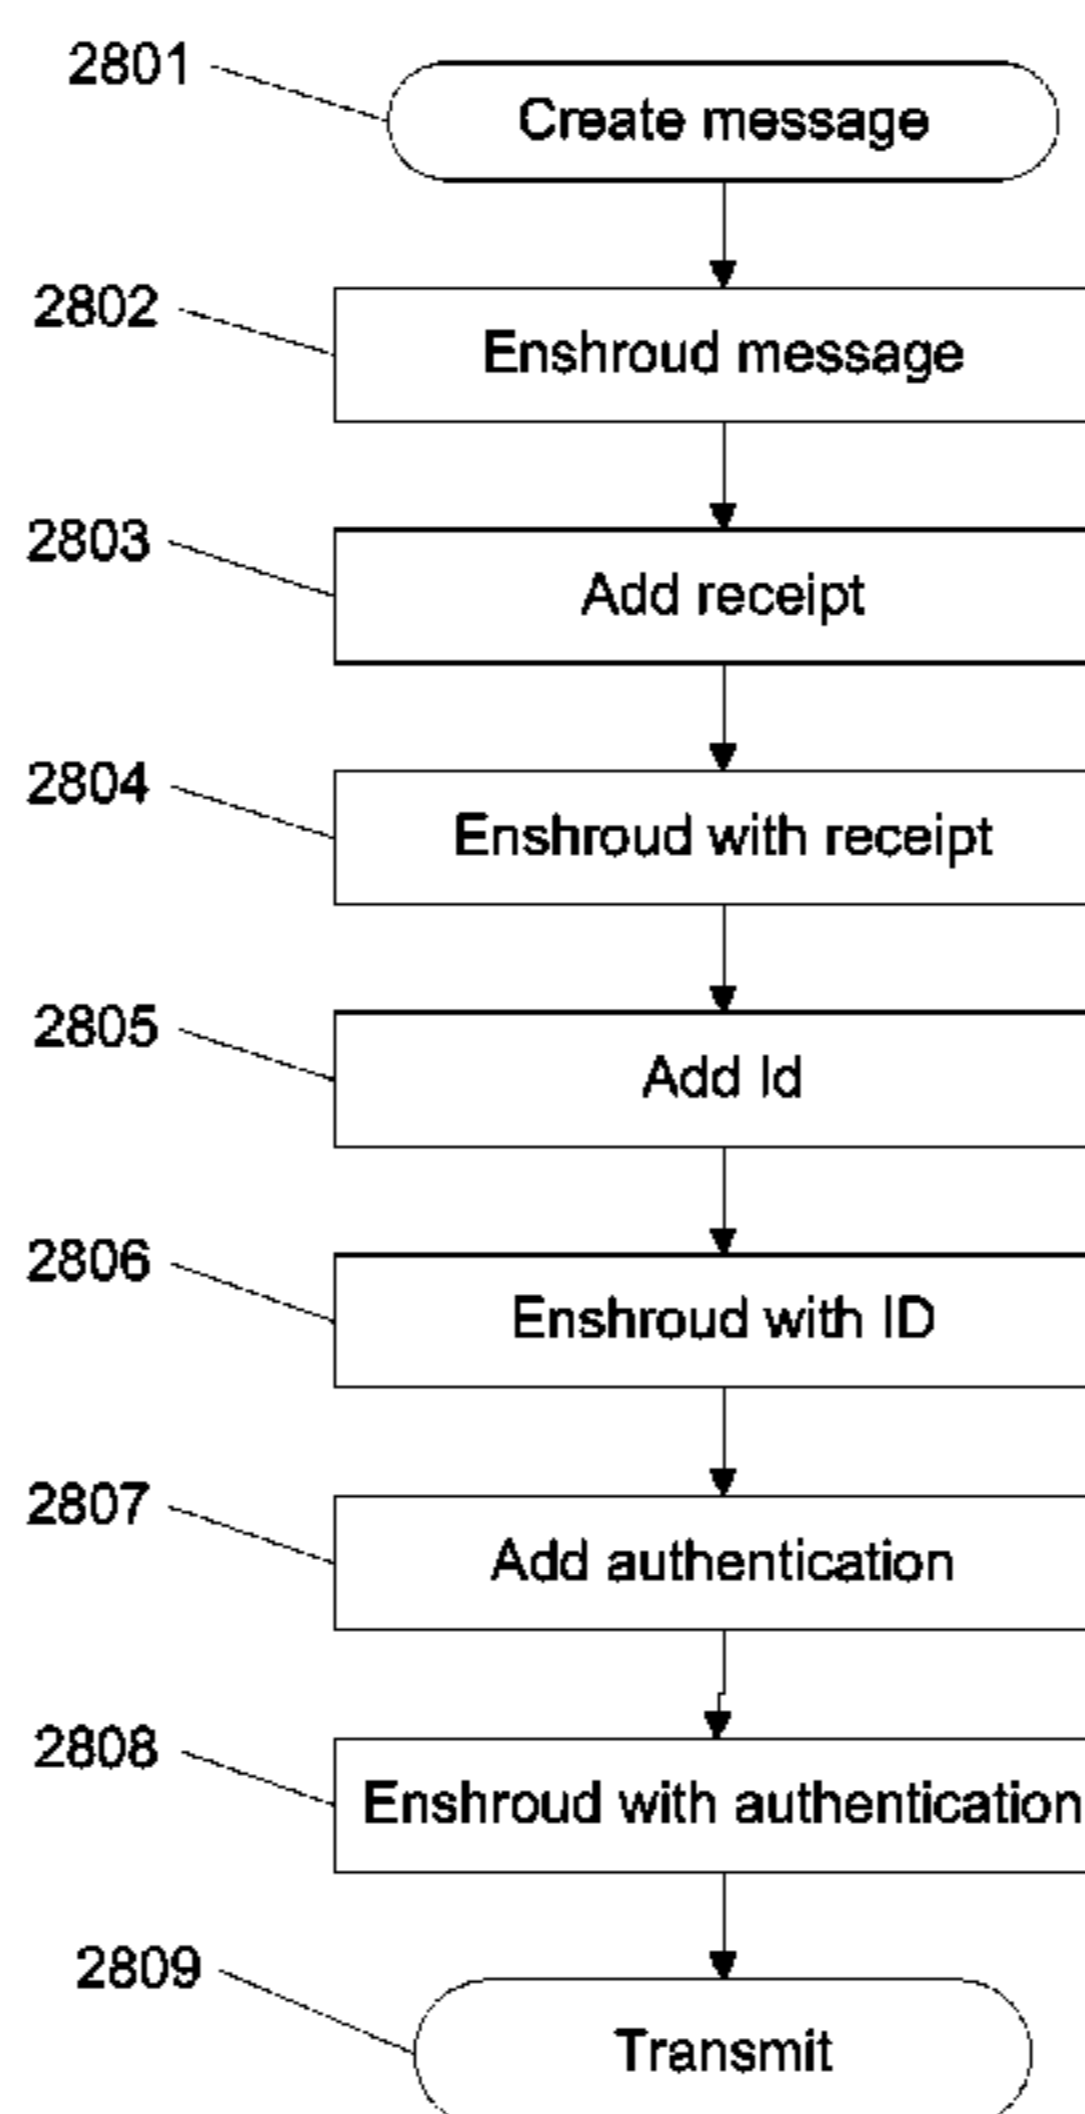 2801
Create message
2802
Enshroud message
2803
Add receipt
2804
Enshroud with receipt
2805
Add Id
2806
Enshroud with ID
2807
Add authentication
2808
Enshroud with authentication
2809
Transmit